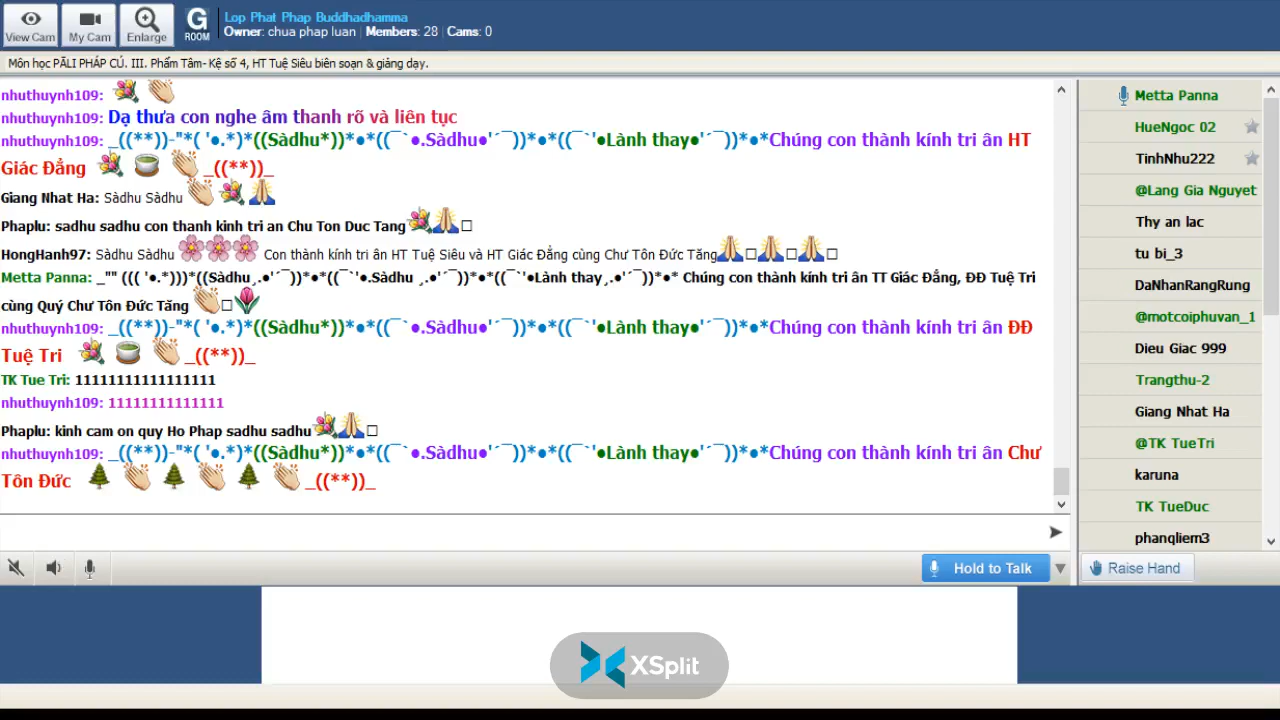 View Cam
My Cam
Enlarge
G
ROOM
Lop Phat Phap Buddhadhamma
Owner: chua phap luan | Members: 28 | Cams: 0
Môn học PĀLI PHÁP CÚ. III. Phẩm Tâm- Kệ số 4, HT Tuệ Siêu biên soạn & giảng dạy.
nhuthuynh109:
nhuthuynh109: Dạ thưa con nghe âm thanh rõ và liên tục
nhuthuynh109: _((**))-"*( '●.*)*((Sàdhu*))*●*((¯`●.Sàdhu●'´¯))*●*((¯`'●Lành thay●'´¯))*●*Chúng con thành kính tri ân HT
Giác Đẳng _((**))_
Giang Nhat Ha: Sàdhu Sàdhu
Phaplu: sadhu sadhu con thanh kinh tri an Chu Ton Duc Tang
HongHanh97: Sàdhu Sàdhu Con thành kính tri ân HT Tuệ Siêu và HT Giác Đẳng cùng Chư Tôn Đức Tăng
Metta Panna: _"" ((( '●.*)))*((Sàdhu ¸.●'´¯))*●*((¯`'●.Sàdhu ¸.●'´¯))*●*((¯`'●Lành thay¸.●'´¯))*●* Chúng con thành kính tri ân TT Giác Đẳng, ĐĐ Tuệ Tri
cùng Quý Chư Tôn Đức Tăng
nhuthuynh109: _((**))-"*( '●.*)*((Sàdhu*))*●*((¯`●.Sàdhu●'´¯))*●*((¯`'●Lành thay●'´¯))*●*Chúng con thành kính tri ân ĐĐ
Tuệ Tri _((**))_
TK Tue Tri: 11111111111111111
nhuthuynh109: 11111111111111
Phaplu: kinh cam on quy Ho Phap sadhu sadhu
nhuthuynh109: _((**))-"*( '●.*)*((Sàdhu*))*●*((¯`●.Sàdhu●'´¯))*●*((¯`'●Lành thay●'´¯))*●*Chúng con thành kính tri ân Chư
Tôn Đức _((**))_
Metta Panna
HueNgoc 02
TinhNhu222
@Lang Gia Nguyet
Thy an lac
tu bi_3
DaNhanRangRung
@motcoiphuvan_1
Dieu Giac 999
Trangthu-2
Giang Nhat Ha
@TK TueTri
karuna
TK TueDuc
phanqliem3
Hold to Talk
Raise Hand
XSplit